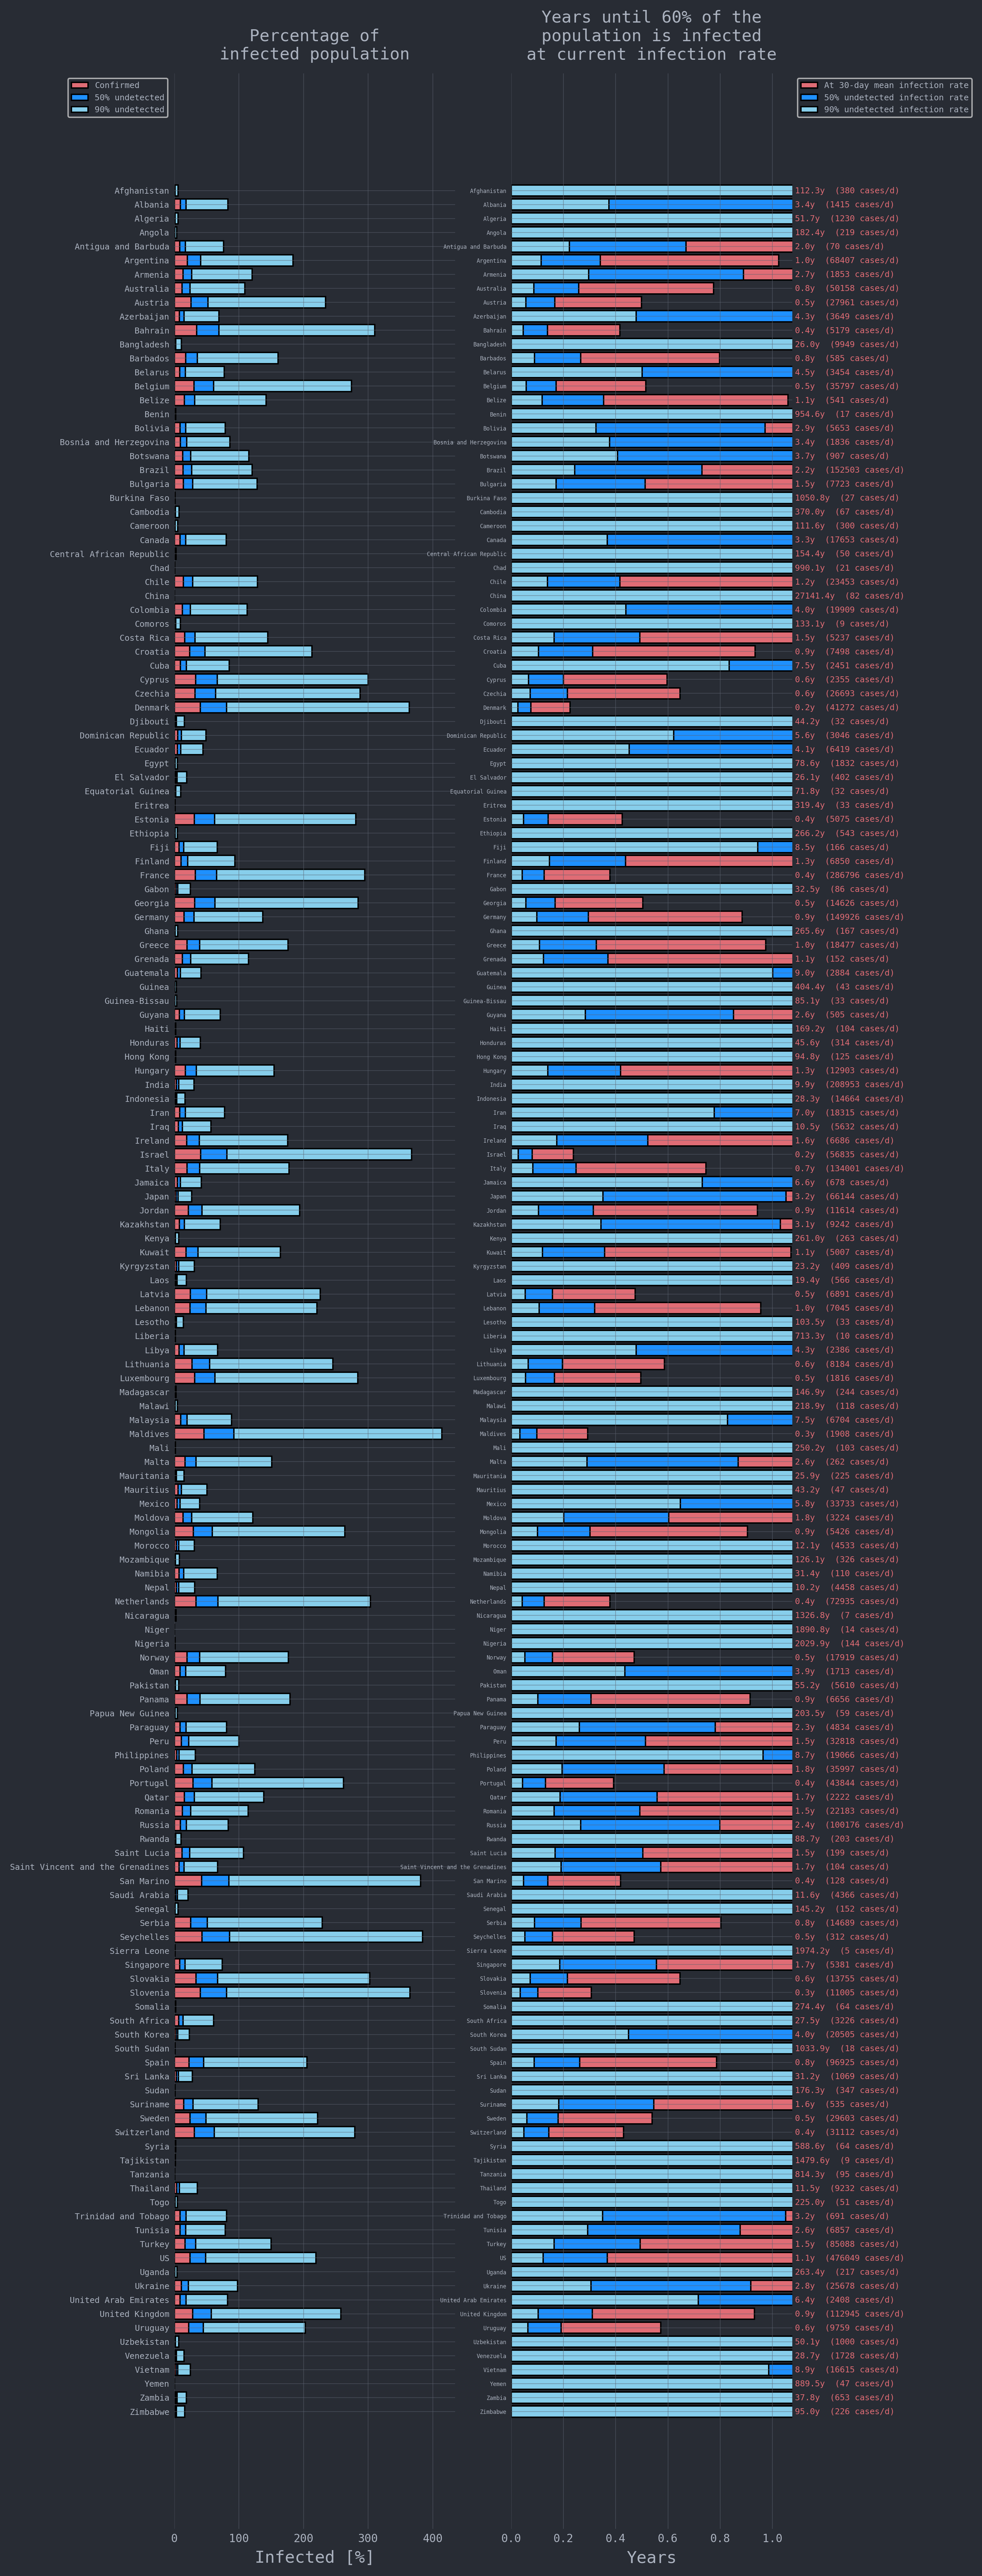 Percentage of
infected population
Years until 60% of the
population is infected
at current infection rate
Confirmed
50% undetected
90% undetected
At 30-day mean infection rate
50% undetected infection rate
90% undetected infection rate
Afghanistan Afghanistan 112.3y (380 cases/d)
Albania Albania 3.4y (1415 cases/d)
Algeria Algeria 51.7y (1230 cases/d)
Angola Angola 182.4y (219 cases/d)
Antigua and Barbuda Antigua and Barbuda 2.0y (70 cases/d)
Argentina Argentina 1.0y (68407 cases/d)
Armenia Armenia 2.7y (1853 cases/d)
Australia Australia 0.8y (50158 cases/d)
Austria Austria 0.5y (27961 cases/d)
Azerbaijan Azerbaijan 4.3y (3649 cases/d)
Bahrain Bahrain 0.4y (5179 cases/d)
Bangladesh Bangladesh 26.0y (9949 cases/d)
Barbados Barbados 0.8y (585 cases/d)
Belarus Belarus 4.5y (3454 cases/d)
Belgium Belgium 0.5y (35797 cases/d)
Belize Belize 1.1y (541 cases/d)
Benin Benin 954.6y (17 cases/d)
Bolivia Bolivia 2.9y (5653 cases/d)
Bosnia and Herzegovina Bosnia and Herzegovina 3.4y (1836 cases/d)
Botswana Botswana 3.7y (907 cases/d)
Brazil Brazil 2.2y (152503 cases/d)
Bulgaria Bulgaria 1.5y (7723 cases/d)
Burkina Faso Burkina Faso 1050.8y (27 cases/d)
Cambodia Cambodia 370.0y (67 cases/d)
Cameroon Cameroon 111.6y (300 cases/d)
Canada Canada 3.3y (17653 cases/d)
Central African Republic Central African Republic 154.4y (50 cases/d)
Chad Chad 990.1y (21 cases/d)
Chile Chile 1.2y (23453 cases/d)
China China 27141.4y (82 cases/d)
Colombia Colombia 4.0y (19909 cases/d)
Comoros Comoros 133.1y (9 cases/d)
Costa Rica Costa Rica 1.5y (5237 cases/d)
Croatia Croatia 0.9y (7498 cases/d)
Cuba Cuba 7.5y (2451 cases/d)
Cyprus Cyprus 0.6y (2355 cases/d)
Czechia Czechia 0.6y (26693 cases/d)
Denmark Denmark 0.2y (41272 cases/d)
Djibouti Djibouti 44.2y (32 cases/d)
Dominican Republic Dominican Republic 5.6y (3046 cases/d)
Ecuador Ecuador 4.1y (6419 cases/d)
Egypt Egypt 78.6y (1832 cases/d)
El Salvador El Salvador 26.1y (402 cases/d)
Equatorial Guinea Equatorial Guinea 71.8y (32 cases/d)
Eritrea Eritrea 319.4y (33 cases/d)
Estonia Estonia 0.4y (5075 cases/d)
Ethiopia Ethiopia 266.2y (543 cases/d)
Fiji Fiji 8.5y (166 cases/d)
Finland Finland 1.3y (6850 cases/d)
France France 0.4y (286796 cases/d)
Gabon Gabon 32.5y (86 cases/d)
Georgia Georgia 0.5y (14626 cases/d)
Germany Germany 0.9y (149926 cases/d)
Ghana Ghana 265.6y (167 cases/d)
Greece Greece 1.0y (18477 cases/d)
Grenada Grenada 1.1y (152 cases/d)
Guatemala Guatemala 9.0y (2884 cases/d)
Guinea Guinea 404.4y (43 cases/d)
Guinea-Bissau Guinea-Bissau 85.1y (33 cases/d)
Guyana Guyana 2.6y (505 cases/d)
Haiti Haiti 169.2y (104 cases/d)
Honduras Honduras 45.6y (314 cases/d)
Hong Kong Hong Kong 94.8y (125 cases/d)
Hungary Hungary 1.3y (12903 cases/d)
India India 9.9y (208953 cases/d)
Indonesia Indonesia 28.3y (14664 cases/d)
Iran Iran 7.0y (18315 cases/d)
Iraq Iraq 10.5y (5632 cases/d)
Ireland Ireland 1.6y (6686 cases/d)
Israel Israel 0.2y (56835 cases/d)
Italy Italy 0.7y (134001 cases/d)
Jamaica Jamaica 6.6y (678 cases/d)
Japan Japan 3.2y (66144 cases/d)
Jordan Jordan 0.9y (11614 cases/d)
Kazakhstan Kazakhstan 3.1y (9242 cases/d)
Kenya Kenya 261.0y (263 cases/d)
Kuwait Kuwait 1.1y (5007 cases/d)
Kyrgyzstan Kyrgyzstan 23.2y (409 cases/d)
Laos Laos 19.4y (566 cases/d)
Latvia Latvia 0.5y (6891 cases/d)
Lebanon Lebanon 1.0y (7045 cases/d)
Lesotho Lesotho 103.5y (33 cases/d)
Liberia Liberia 713.3y (10 cases/d)
Libya Libya 4.3y (2386 cases/d)
Lithuania Lithuania 0.6y (8184 cases/d)
Luxembourg Luxembourg 0.5y (1816 cases/d)
Madagascar Madagascar 146.9y (244 cases/d)
Malawi Malawi 218.9y (118 cases/d)
Malaysia Malaysia 7.5y (6704 cases/d)
Maldives Maldives 0.3y (1908 cases/d)
Mali Mali 250.2y (103 cases/d)
Malta Malta 2.6y (262 cases/d)
Mauritania Mauritania 25.9y (225 cases/d)
Mauritius Mauritius 43.2y (47 cases/d)
Mexico Mexico 5.8y (33733 cases/d)
Moldova Moldova 1.8y (3224 cases/d)
Mongolia Mongolia 0.9y (5426 cases/d)
Morocco Morocco 12.1y (4533 cases/d)
Mozambique Mozambique 126.1y (326 cases/d)
Namibia Namibia 31.4y (110 cases/d)
Nepal Nepal 10.2y (4458 cases/d)
Netherlands Netherlands 0.4y (72935 cases/d)
Nicaragua Nicaragua 1326.8y (7 cases/d)
Niger Niger 1890.8y (14 cases/d)
Nigeria Nigeria 2029.9y (144 cases/d)
Norway Norway 0.5y (17919 cases/d)
Oman Oman 3.9y (1713 cases/d)
Pakistan Pakistan 55.2y (5610 cases/d)
Panama Panama 0.9y (6656 cases/d)
Papua New Guinea Papua New Guinea 203.5y (59 cases/d)
Paraguay Paraguay 2.3y (4834 cases/d)
Peru Peru 1.5y (32818 cases/d)
Philippines Philippines 8.7y (19066 cases/d)
Poland Poland 1.8y (35997 cases/d)
Portugal Portugal 0.4y (43844 cases/d)
Qatar Qatar 1.7y (2222 cases/d)
Romania Romania 1.5y (22183 cases/d)
Russia Russia 2.4y (100176 cases/d)
Rwanda Rwanda 88.7y (203 cases/d)
Saint Lucia Saint Lucia 1.5y (199 cases/d)
Saint Vincent and the Grenadines Saint Vincent and the Grenadines 1.7y (104 cases/d)
San Marino San Marino 0.4y (128 cases/d)
Saudi Arabia Saudi Arabia 11.6y (4366 cases/d)
Senegal Senegal 145.2y (152 cases/d)
Serbia Serbia 0.8y (14689 cases/d)
Seychelles Seychelles 0.5y (312 cases/d)
Sierra Leone Sierra Leone 1974.2y (5 cases/d)
Singapore Singapore 1.7y (5381 cases/d)
Slovakia Slovakia 0.6y (13755 cases/d)
Slovenia Slovenia 0.3y (11005 cases/d)
Somalia Somalia 274.4y (64 cases/d)
South Africa South Africa 27.5y (3226 cases/d)
South Korea South Korea 4.0y (20505 cases/d)
South Sudan South Sudan 1033.9y (18 cases/d)
Spain Spain 0.8y (96925 cases/d)
Sri Lanka Sri Lanka 31.2y (1069 cases/d)
Sudan Sudan 176.3y (347 cases/d)
Suriname Suriname 1.6y (535 cases/d)
Sweden Sweden 0.5y (29603 cases/d)
Switzerland Switzerland 0.4y (31112 cases/d)
Syria Syria 588.6y (64 cases/d)
Tajikistan Tajikistan 1479.6y (9 cases/d)
Tanzania Tanzania 814.3y (95 cases/d)
Thailand Thailand 11.5y (9232 cases/d)
Togo Togo 225.0y (51 cases/d)
Trinidad and Tobago Trinidad and Tobago 3.2y (691 cases/d)
Tunisia Tunisia 2.6y (6857 cases/d)
Turkey Turkey 1.5y (85088 cases/d)
US US 1.1y (476049 cases/d)
Uganda Uganda 263.4y (217 cases/d)
Ukraine Ukraine 2.8y (25678 cases/d)
United Arab Emirates United Arab Emirates 6.4y (2408 cases/d)
United Kingdom United Kingdom 0.9y (112945 cases/d)
Uruguay Uruguay 0.6y (9759 cases/d)
Uzbekistan Uzbekistan 50.1y (1000 cases/d)
Venezuela Venezuela 28.7y (1728 cases/d)
Vietnam Vietnam 8.9y (16615 cases/d)
Yemen Yemen 889.5y (47 cases/d)
Zambia Zambia 37.8y (653 cases/d)
Zimbabwe Zimbabwe 95.0y (226 cases/d)
0 100 200 300 400 0.0 0.2 0.4 0.6 0.8 1.0
Infected [%] Years